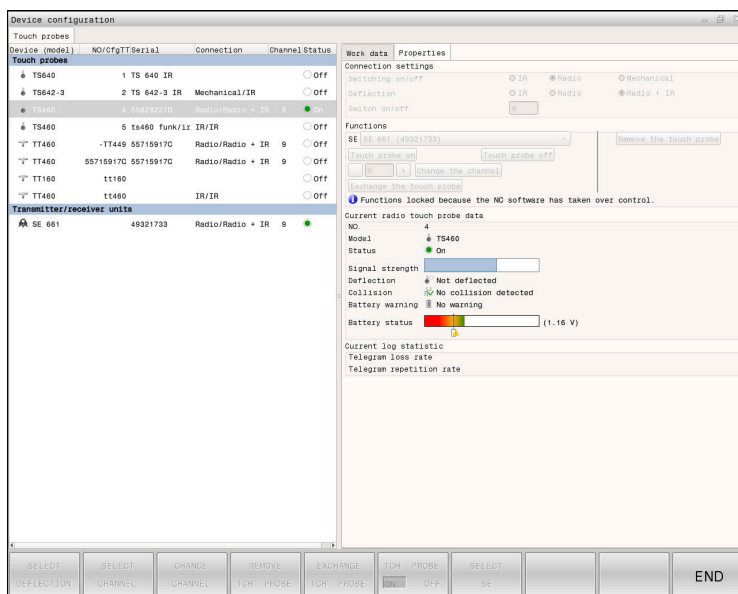 Device configuration
Touch probes
Device (model) NO/CfgTT Serial Connection Channel Status
Touch probes
TS640 1 TS 640 IR Off
TS642-3 2 TS 642-3 IR Mechanical/IR Off
TS460 4 Radio/Radio + IR 9 On
TS460 5 ts460 funk/ir IR/IR Off
TT460 -TT449 55715917C Radio/Radio + IR 9 Off
TT460 55715917C 55715917C Radio/Radio + IR 9 Off
TT160 tt160 Off
TT460 tt460 IR/IR Off
Transmitter/receiver units
SE 661 49321733 Radio/Radio + IR 9
Work data Properties
Connection settings
Switching on/off IR Radio Mechanical
Deflection IR Radio Radio + IR
Switch on/off
Functions
SE SE 661 (49321733) Remove the touch probe
Touch probe on Touch probe off
- 0 + Change the channel
Exchange the touch probe
Functions locked because the NC software has taken over control.
Current radio touch probe data
NO. 4
Model TS460
Status On
Signal strength
Deflection Not deflected
Collision No collision detected
Battery warning No warning
Battery status (1.16 V)
Current log statistic
Telegram loss rate
Telegram repetition rate
SELECT DEFLECTION
SELECT CHANNEL
CHANGE CHANNEL
REMOVE TCH. PROBE
EXCHANGE TCH. PROBE
TCH. PROBE ON OFF
SELECT SE
END